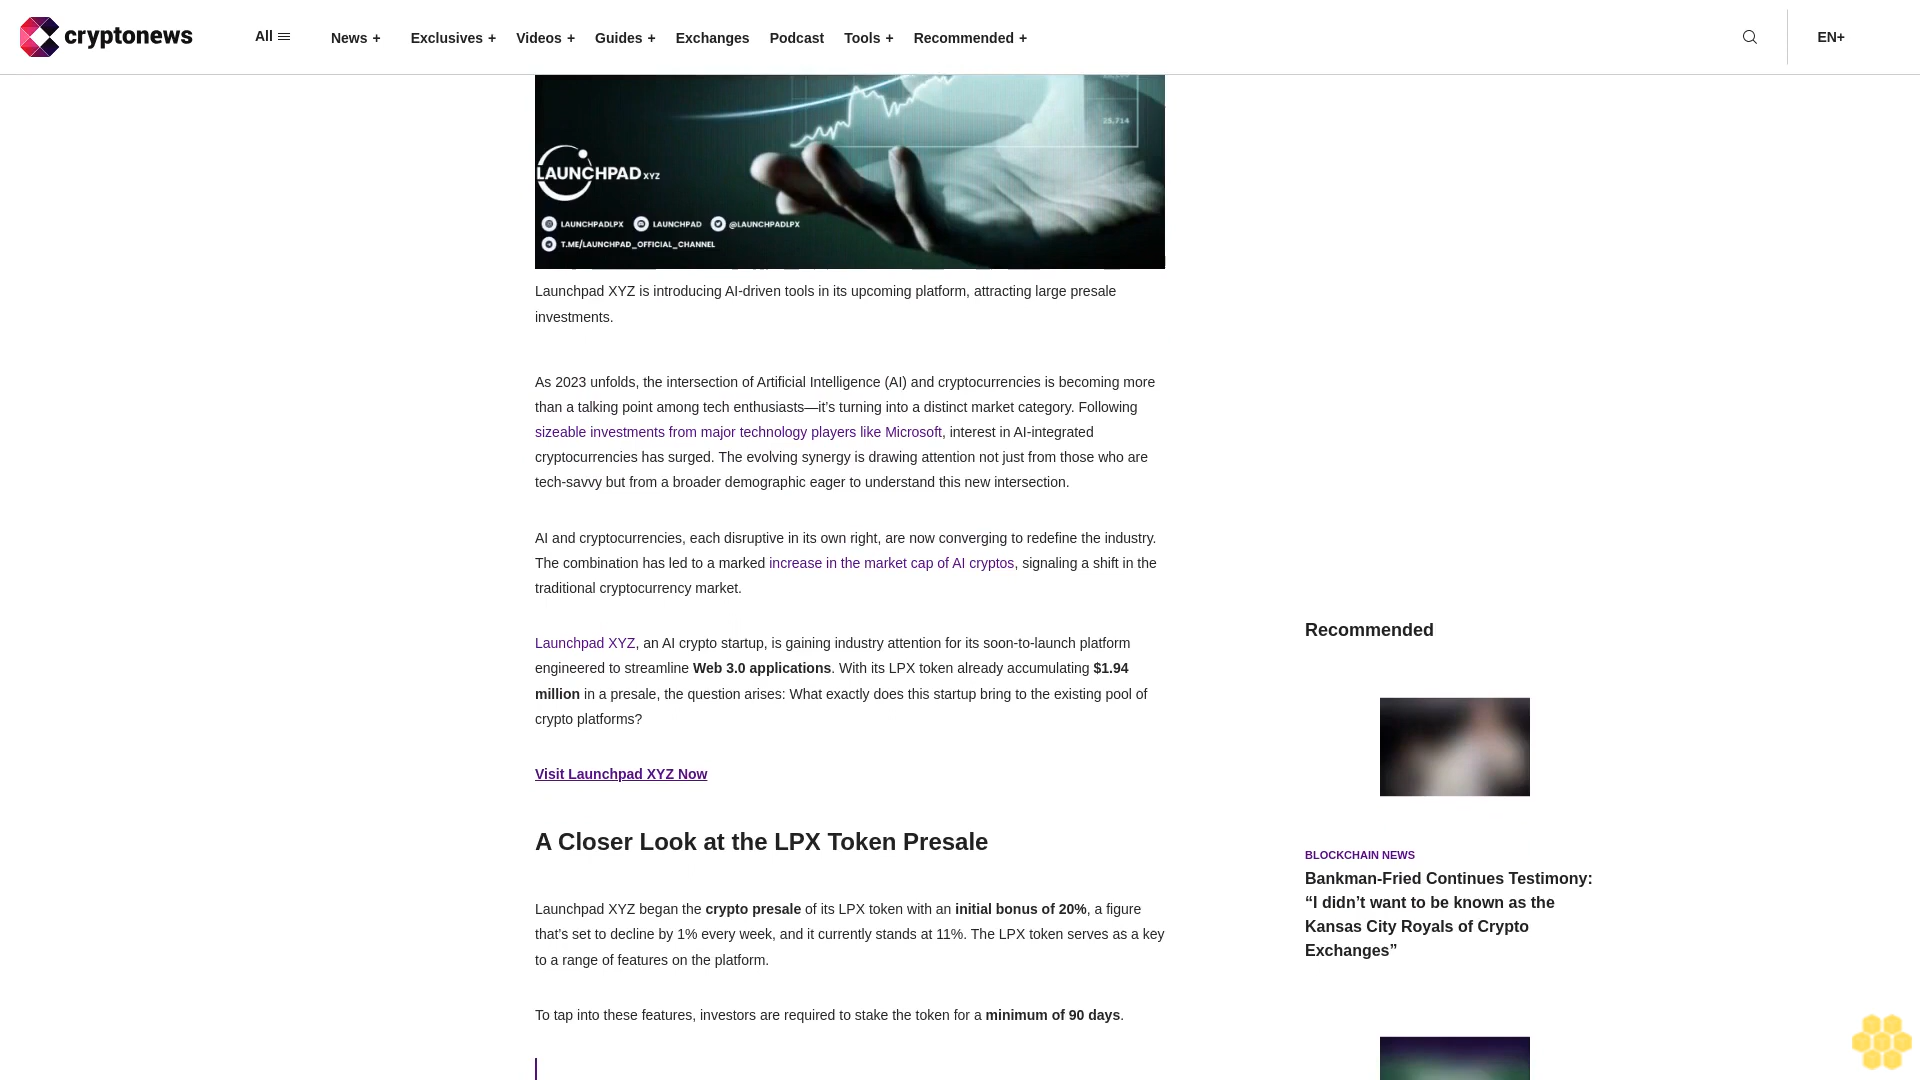 cryptonews
All
News +
Exclusives +
Videos +
Guides +
Exchanges
Podcast
Tools +
Recommended +
EN+
25,714
LAUNCHPAD XYZ
LAUNCHPADLPX
LAUNCHPAD
@LAUNCHPADLPX
T.ME/LAUNCHPAD_OFFICIAL_CHANNEL
Launchpad XYZ is introducing AI-driven tools in its upcoming platform, attracting large presale
investments.
As 2023 unfolds, the intersection of Artificial Intelligence (AI) and cryptocurrencies is becoming more
than a talking point among tech enthusiasts—it’s turning into a distinct market category. Following
sizeable investments from major technology players like Microsoft, interest in AI-integrated
cryptocurrencies has surged. The evolving synergy is drawing attention not just from those who are
tech-savvy but from a broader demographic eager to understand this new intersection.
AI and cryptocurrencies, each disruptive in its own right, are now converging to redefine the industry.
The combination has led to a marked increase in the market cap of AI cryptos, signaling a shift in the
traditional cryptocurrency market.
Launchpad XYZ, an AI crypto startup, is gaining industry attention for its soon-to-launch platform
engineered to streamline Web 3.0 applications. With its LPX token already accumulating $1.94
million in a presale, the question arises: What exactly does this startup bring to the existing pool of
crypto platforms?
Visit Launchpad XYZ Now
A Closer Look at the LPX Token Presale
Launchpad XYZ began the crypto presale of its LPX token with an initial bonus of 20%, a figure
that’s set to decline by 1% every week, and it currently stands at 11%. The LPX token serves as a key
to a range of features on the platform.
To tap into these features, investors are required to stake the token for a minimum of 90 days.
Recommended
BLOCKCHAIN NEWS
Bankman-Fried Continues Testimony:
“I didn’t want to be known as the
Kansas City Royals of Crypto
Exchanges”